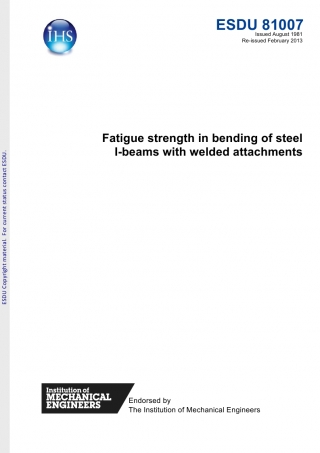 IHS
ESDU 81007
Issued August 1981
Re-issued February 2013
Fatigue strength in bending of steel
I-beams with welded attachments
ESDU Copyright material. For current status contact ESDU.
Institution of
MECHANICAL
ENGINEERS
Endorsed by
The Institution of Mechanical Engineers